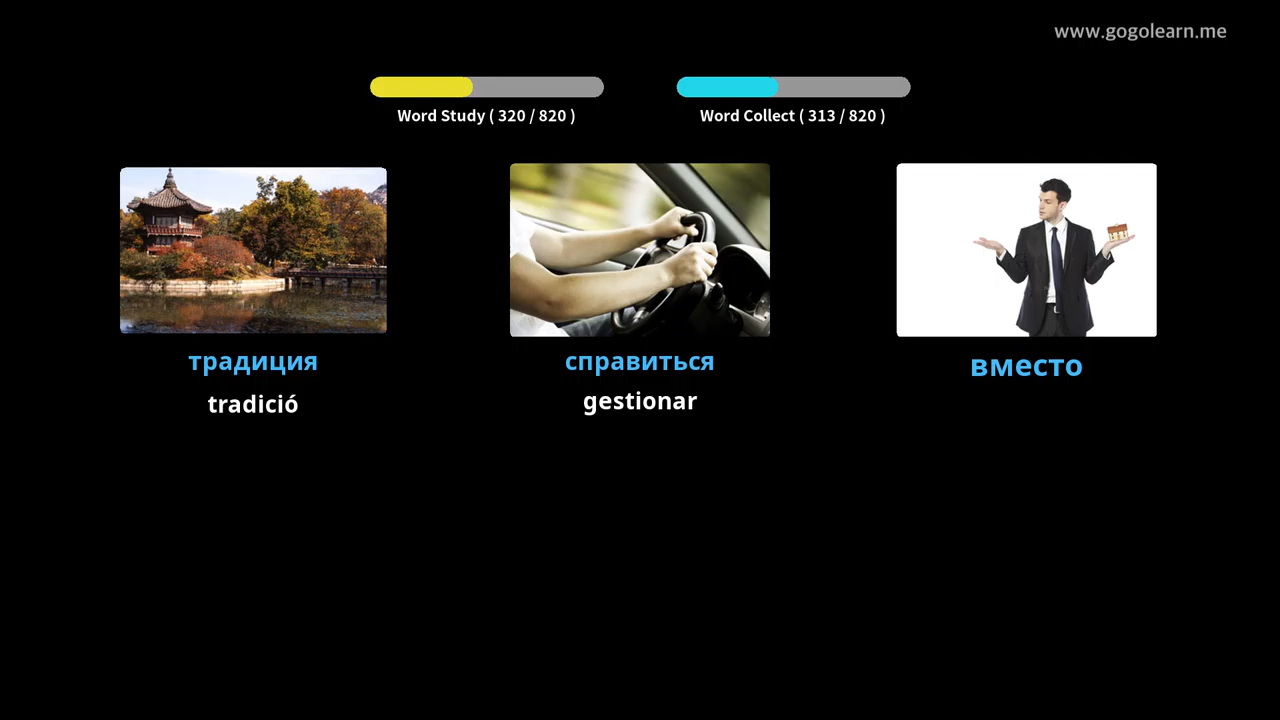 www.gogolearn.me
Word Study ( 320 / 820 )
Word Collect ( 313 / 820 )
традиция
tradició
справиться
gestionar
вместо